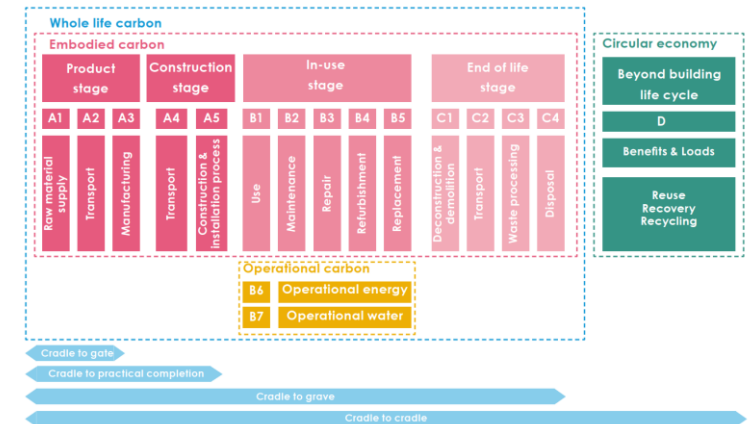 Whole life carbon
Embodied carbon
Product
stage
Construction
stage
In-use
stage
End of life
stage
A1
A2
A3
A4
A5
B1
B2
B3
B4
B5
C1
C2
C3
C4
Raw material
supply
Transport
Manufacturing
Transport
Construction &
installation process
Use
Maintenance
Repair
Refurbishment
Replacement
Deconstruction &
demolition
Transport
Waste processing
Disposal
Operational carbon
B6 Operational energy
B7 Operational water
Circular economy
Beyond building
life cycle
D
Benefits & Loads
Reuse
Recovery
Recycling
Cradle to gate
Cradle to practical completion
Cradle to grave
Cradle to cradle